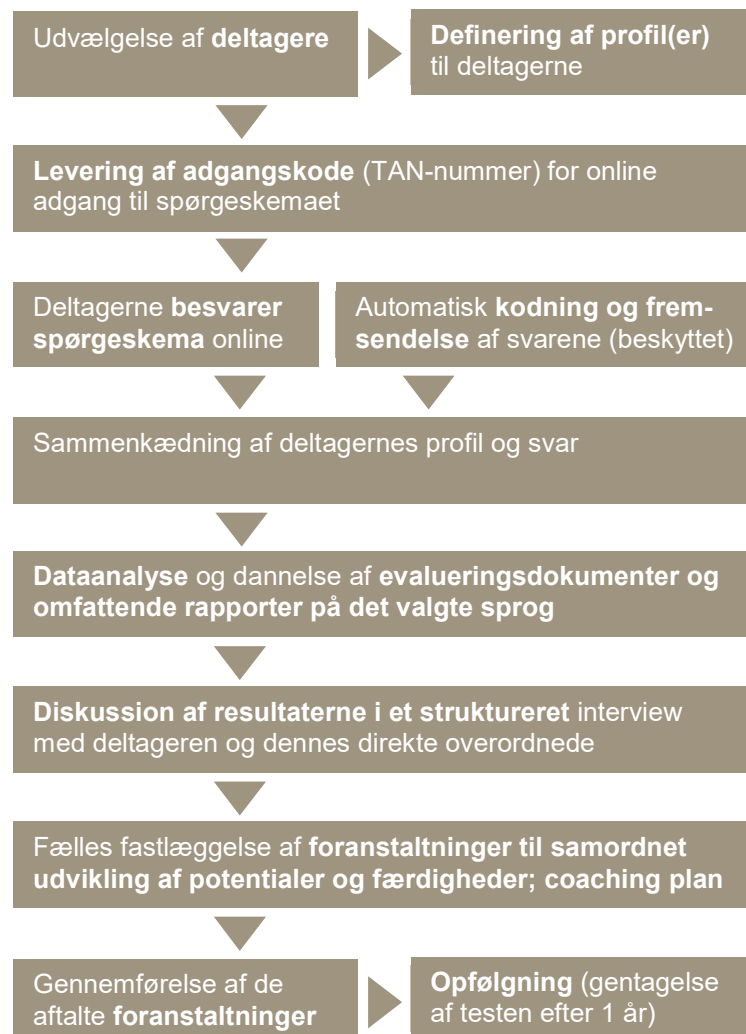 Udvælgelse af deltagere
Definering af profil(er)
til deltagerne
Levering af adgangskode (TAN-nummer) for online
adgang til spørgeskemaet
Deltagerne besvarer
spørgeskema online
Automatisk kodning og frem-
sendelse af svarene (beskyttet)
Sammenkædning af deltagernes profil og svar
Dataanalyse og dannelse af evalueringsdokumenter og
omfattende rapporter på det valgte sprog
Diskussion af resultaterne i et struktureret interview
med deltageren og dennes direkte overordnede
Fælles fastlæggelse af foranstaltninger til samordnet
udvikling af potentialer og færdigheder; coaching plan
Gennemførelse af de
aftalte foranstaltninger
Opfølgning (gentagelse
af testen efter 1 år)